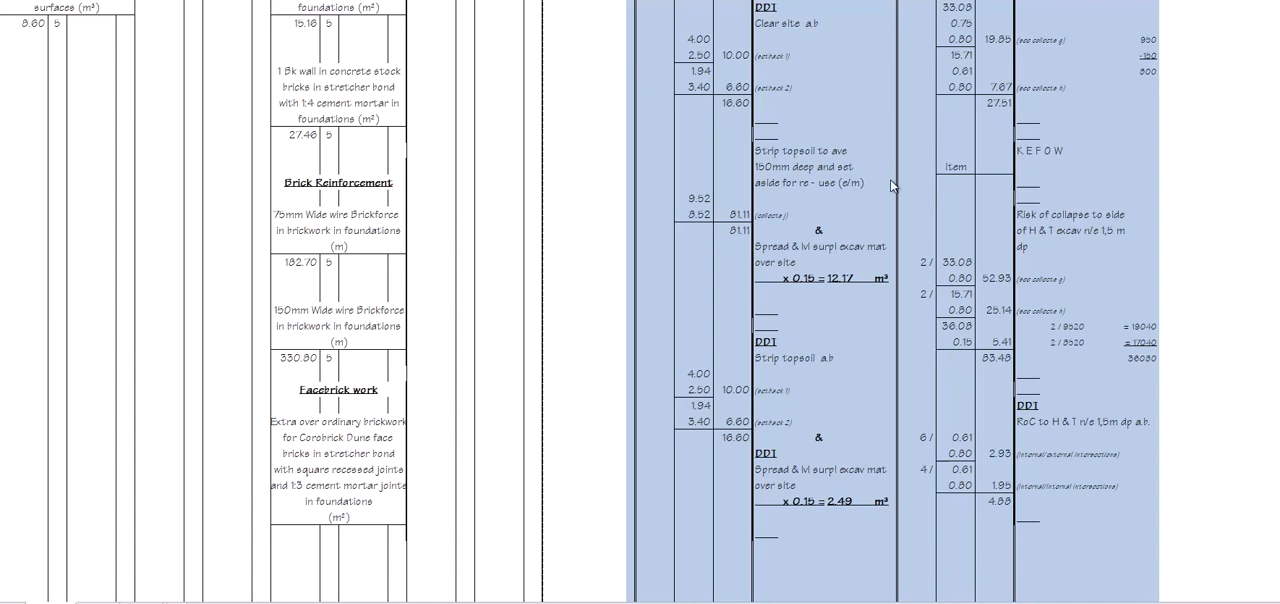 surfaces (m³)
8.60 5
foundations (m²)
15.16 5
1 Bk wall in concrete stock
bricks in stretcher bond
with 1:4 cement mortar in
foundations (m²)
27.46 5
Brick Reinforcement
75mm Wide wire Brickforce
in brickwork in foundations
(m)
182.70 5
150mm Wide wire Brickforce
in brickwork in foundations
(m)
330.80 5
Facebrick work
Extra over ordinary brickwork
for Corobrick Dune face
bricks in stretcher bond
with square recessed joints
and 1:3 cement mortar joints
in foundations
(m²)
DDT
Clear site a.b
4.00
2.50 10.00 (setback 1)
1.94
3.40 6.60 (setback 2)
16.60
Strip topsoil to ave
150mm deep and set
aside for re - use (e/m)
9.52
8.52 81.11 (collecta j)
81.11 &
Spread & lvl surpl excav mat
over site
x 0.15 = 12.17 m³
DDT
Strip topsoil a.b
4.00
2.50 10.00 (setback 1)
1.94
3.40 6.60 (setback 2)
16.60 &
DDT
Spread & lvl surpl excav mat
over site
x 0.15 = 2.49 m³
33.08
0.75
0.80 19.85 (see collecta g) 950
15.71 -150
0.61 800
0.80 7.67 (see collecta h)
27.51
K E F O W
Item
Risk of collapse to side
of H & T excav n/e 1,5 m
dp
2 / 33.08
0.80 52.93 (see collecta g)
2 / 15.71
0.80 25.14 (see collecta h)
36.08 2 / 9520 = 19040
0.15 5.41 2 / 8520 = 17040
83.48 36080
DDT
RoC to H & T n/e 1,5m dp a.b.
6 / 0.61
0.80 2.93 (Internal/external intersections)
4 / 0.61
0.80 1.95 (Internal/internal intersections)
4.88